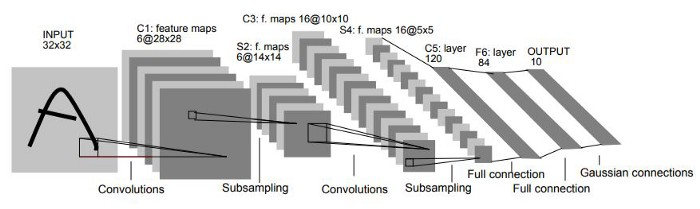 INPUT
32x32
C1: feature maps
6@28x28
C3: f. maps 16@10x10
S2: f. maps
6@14x14
S4: f. maps 16@5x5
C5: layer
120
F6: layer
84
OUTPUT
10
A
Convolutions
Subsampling
Convolutions
Subsampling
Full connection
Full connection
Gaussian connections